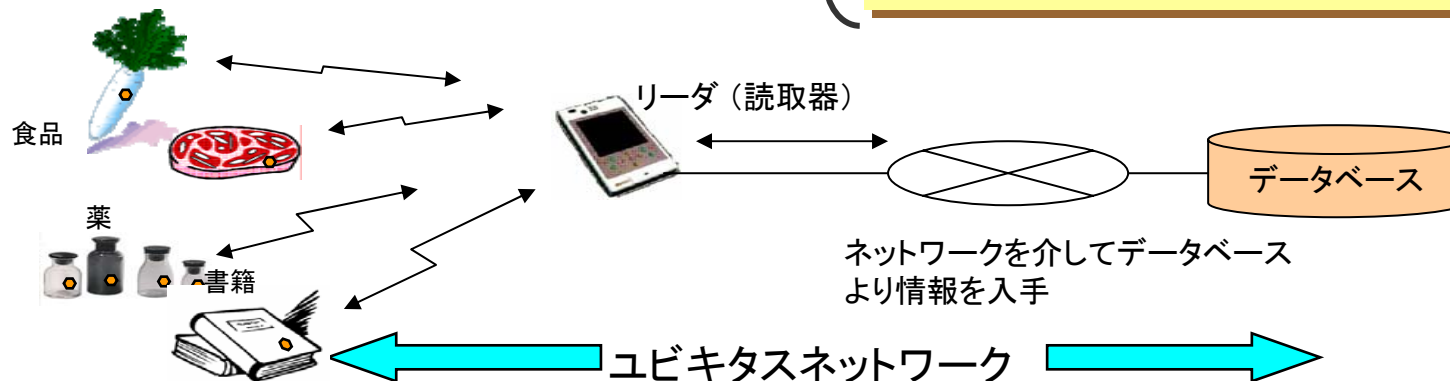 リーダ（読取器）
食品
データベース
薬
書籍
ネットワークを介してデータベース
より情報を入手
ユビキタスネットワーク